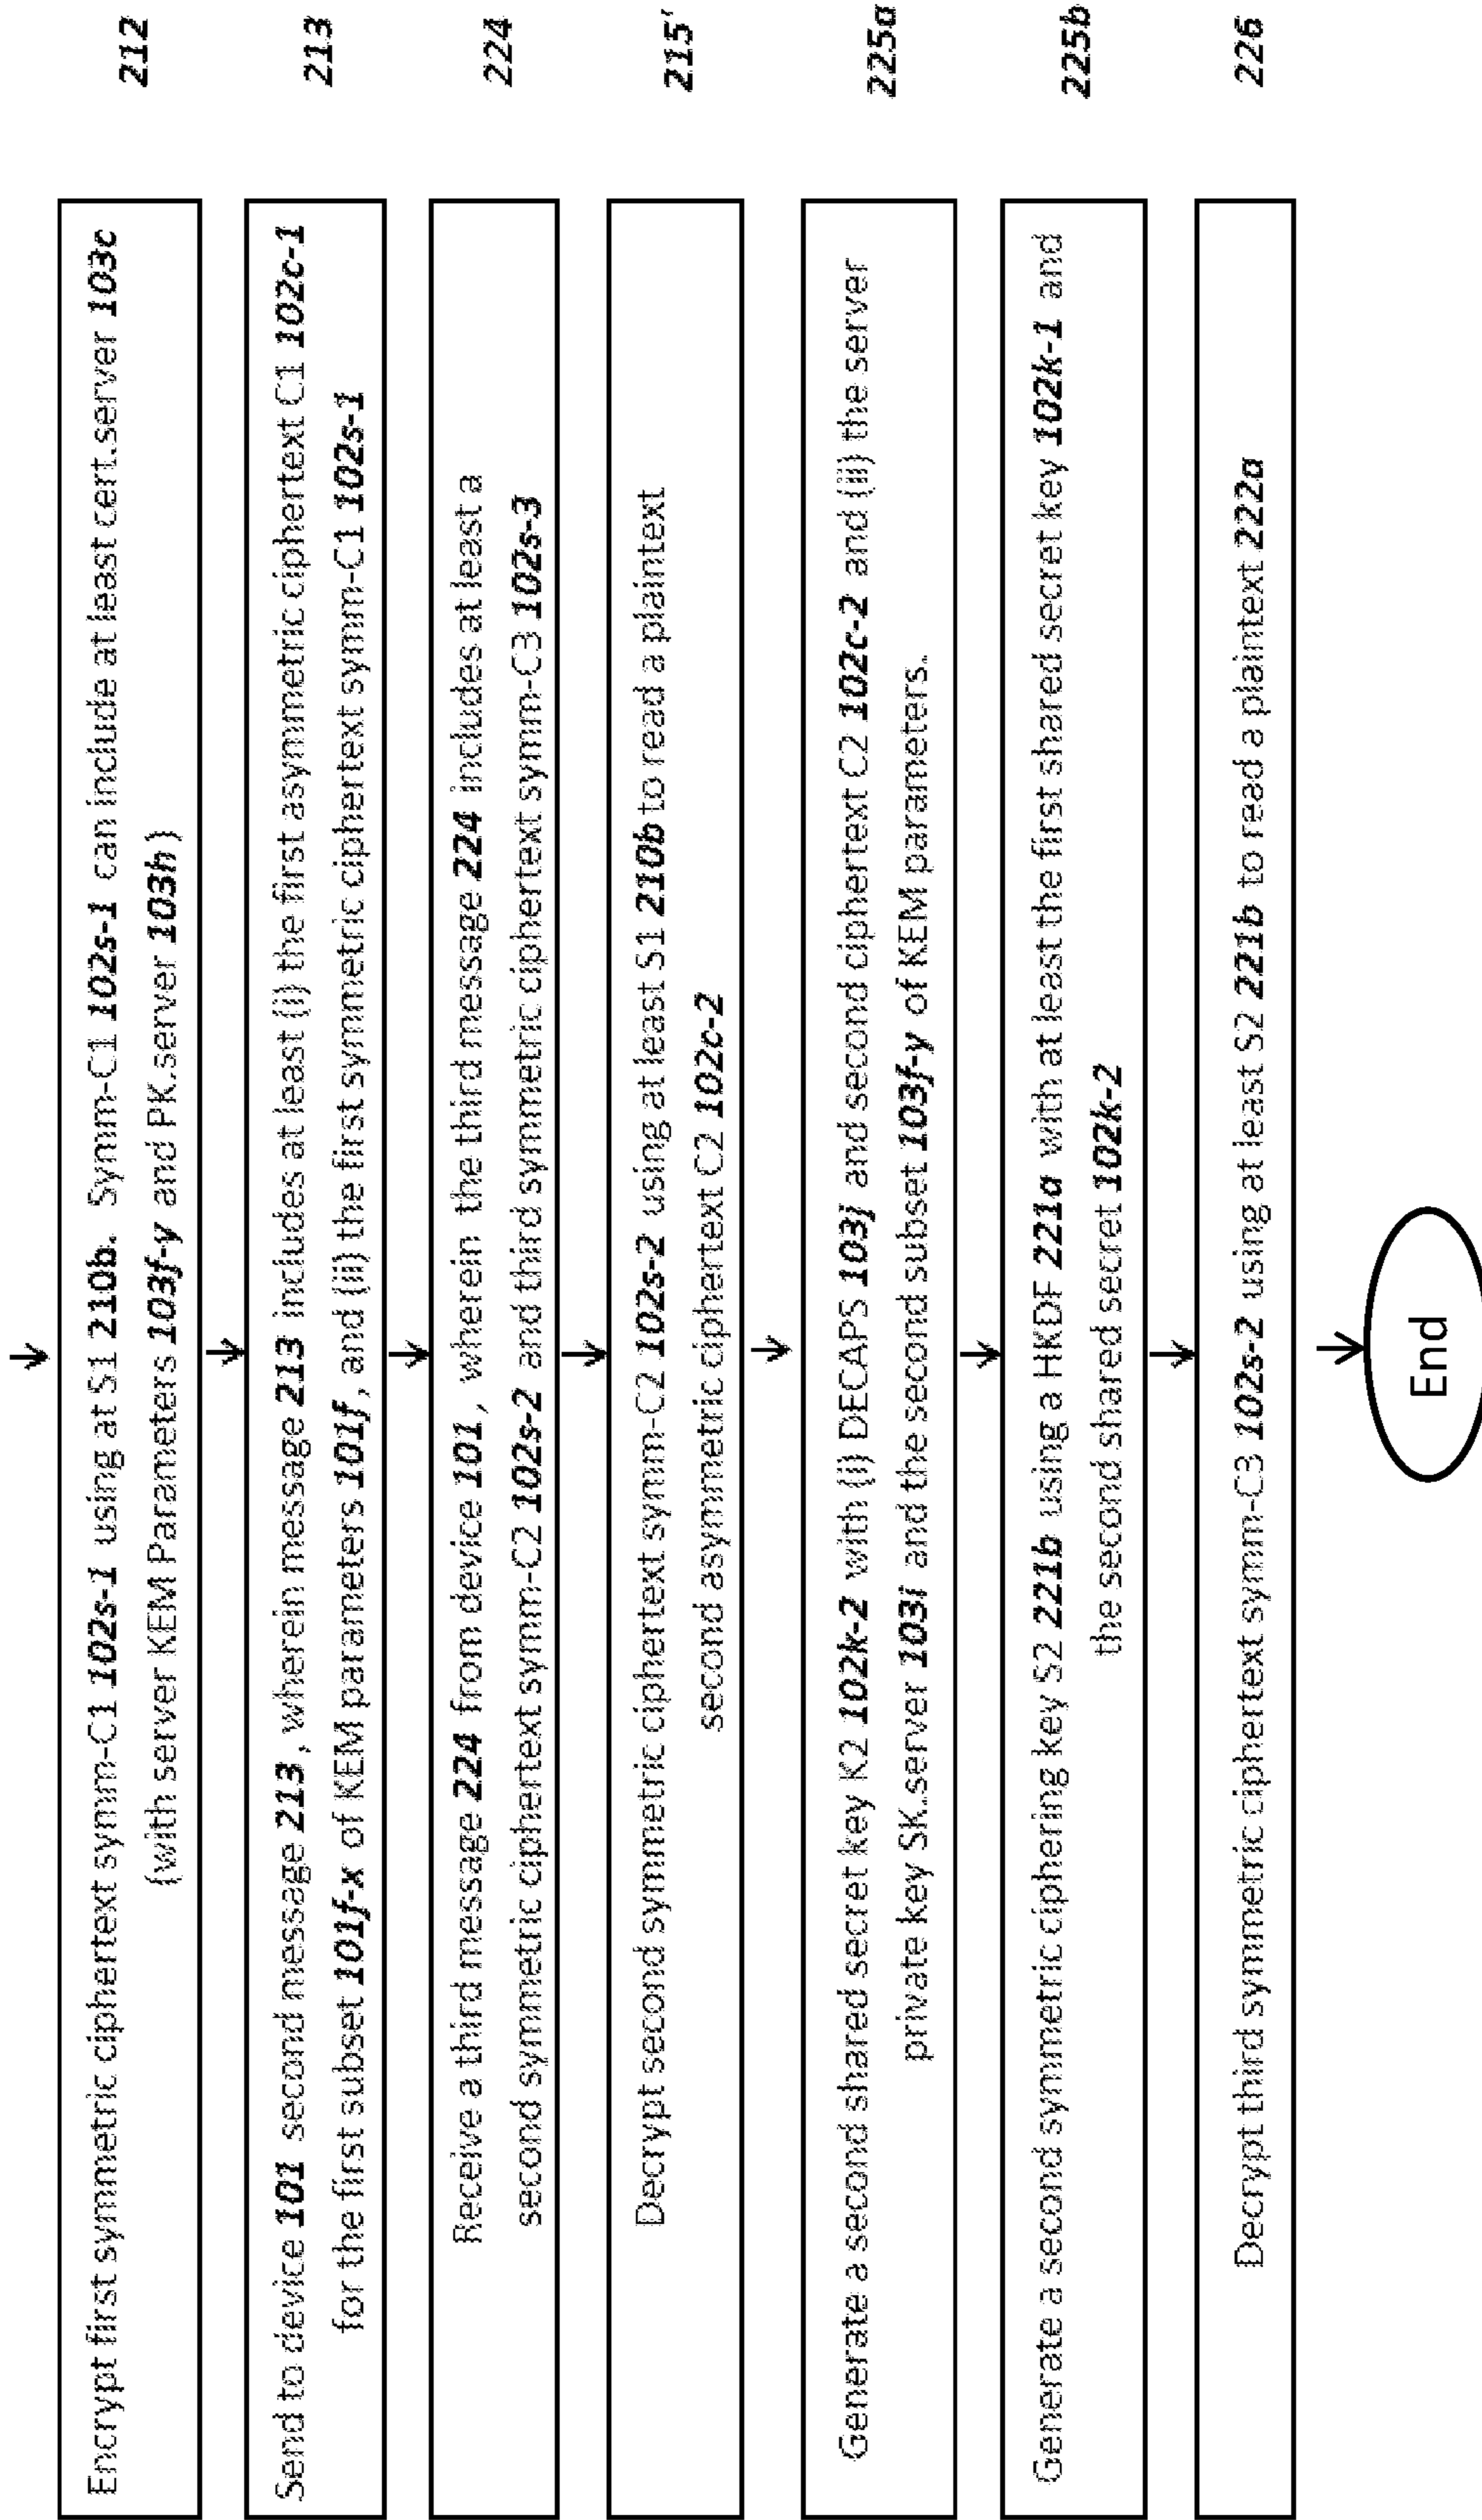 Encrypt first symmetric ciphertext symm-C1 102s-1 using at S1 210b. Symm-C1 102s-1 can include at least cert.server 103c
(with server KEM Parameters 103f-y and PK.server 103h)
212
Send to device 101 second message 213, wherein message 213 includes at least (i) the first asymmetric ciphertext C1 102c-1
for the first subset 101f-x of KEM parameters 101f, and (ii) the first symmetric ciphertext symm-C1 102s-1
213
Receive a third message 224 from device 101, wherein the third message 224 includes at least a
second symmetric ciphertext symm-C2 102s-2 and third symmetric ciphertext symm-C3 102s-3
224
Decrypt second symmetric ciphertext symm-C2 102s-2 using at least S1 210b to read a plaintext
second asymmetric ciphertext C2 102c-2
215'
Generate a second shared secret key K2 102k-2 with (i) DECAPS 103j and second ciphertext C2 102c-2 and (ii) the server
private key SK.server 103i and the second subset 103f-y of KEM parameters.
225a
Generate a second symmetric ciphering key S2 221b using a HKDF 221a with at least the first shared secret key 102k-1 and
the second shared secret 102k-2
225b
Decrypt third symmetric ciphertext symm-C3 102s-2 using at least S2 221b to read a plaintext 222a
226
End